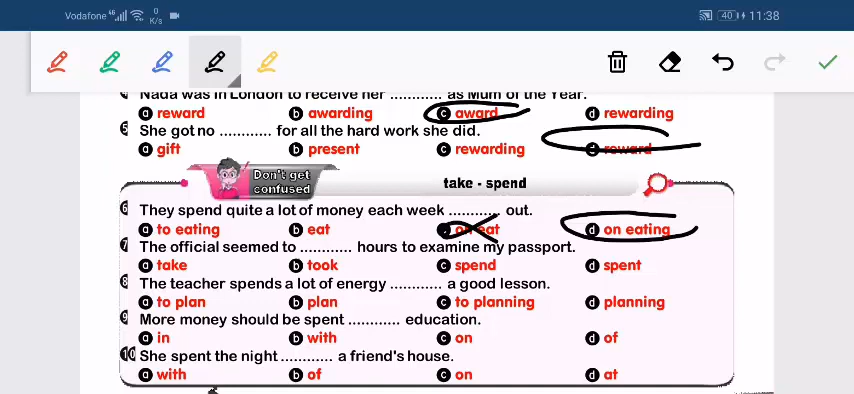 Vodafone 4G 0 K/s 40 11:38
Nada was in London to receive her ............ as Mum of the Year.
a reward b awarding c award d rewarding
5 She got no ............ for all the hard work she did.
a gift b present c rewarding d reward
Don't get
confused
take - spend
6 They spend quite a lot of money each week ............ out.
a to eating b eat c on eat d on eating
7 The official seemed to ............ hours to examine my passport.
a take b took c spend d spent
8 The teacher spends a lot of energy ............ a good lesson.
a to plan b plan c to planning d planning
9 More money should be spent ............ education.
a in b with c on d of
10 She spent the night ............ a friend's house.
a with b of c on d at